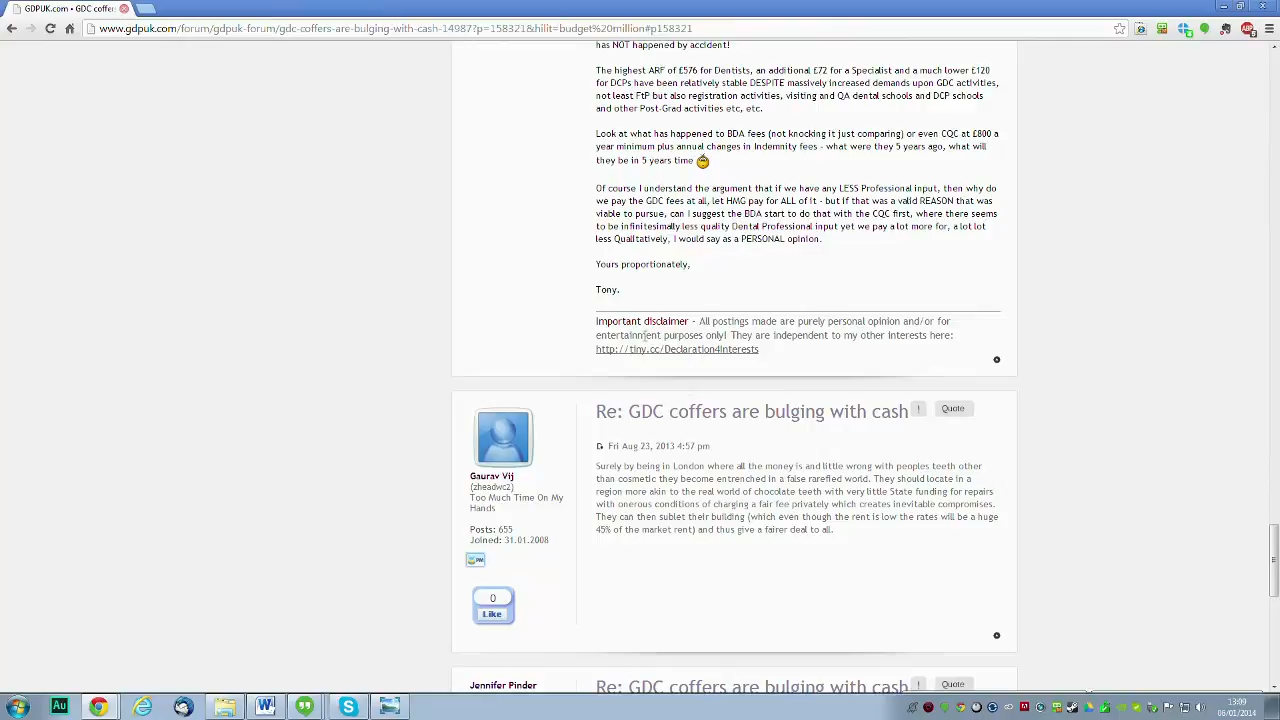 GDPUK.com • GDC coffers
www.gdpuk.com/forum/gdpuk-forum/gdc-coffers-are-bulging-with-cash-14987?p=158321&hilit=budget%20million#p158321
has NOT happened by accident!
The highest ARF of £576 for Dentists, an additional £72 for a Specialist and a much lower £120
for DCPs have been relatively stable DESPITE massively increased demands upon GDC activities,
not least FtP but also registration activities, visiting and QA dental schools and DCP schools
and other Post-Grad activities etc, etc.
Look at what has happened to BDA fees (not knocking it just comparing) or even CQC at £800 a
year minimum plus annual changes in Indemnity fees - what were they 5 years ago, what will
they be in 5 years time
Of course I understand the argument that if we have any LESS Professional input, then why do
we pay the GDC fees at all, let HMG pay for ALL of it - but if that was a valid REASON that was
viable to pursue, can I suggest the BDA start to do that with the CQC first, where there seems
to be infinitesimally less quality Dental Professional input yet we pay a lot more for, a lot lot
less Qualitatively, I would say as a PERSONAL opinion.
Yours proportionately,
Tony.
Important disclaimer - All postings made are purely personal opinion and/or for
entertainment purposes only! They are independent to my other interests here:
http://tiny.cc/Declaration4interests
Re: GDC coffers are bulging with cash
! Quote
Fri Aug 23, 2013 4:57 pm
Gaurav Vij
(zheadwc2)
Too Much Time On My
Hands
Posts: 655
Joined: 31.01.2008
PM
0
Like
Surely by being in London where all the money is and little wrong with peoples teeth other
than cosmetic they become entrenched in a false rarefied world. They should locate in a
region more akin to the real world of chocolate teeth with very little State funding for repairs
with onerous conditions of charging a fair fee privately which creates inevitable compromises.
They can then sublet their building (which even though the rent is low the rates will be a huge
45% of the market rent) and thus give a fairer deal to all.
Jennifer Pinder
Re: GDC coffers are bulging with cash
! Quote
Au
W
S
13:09
06/01/2014